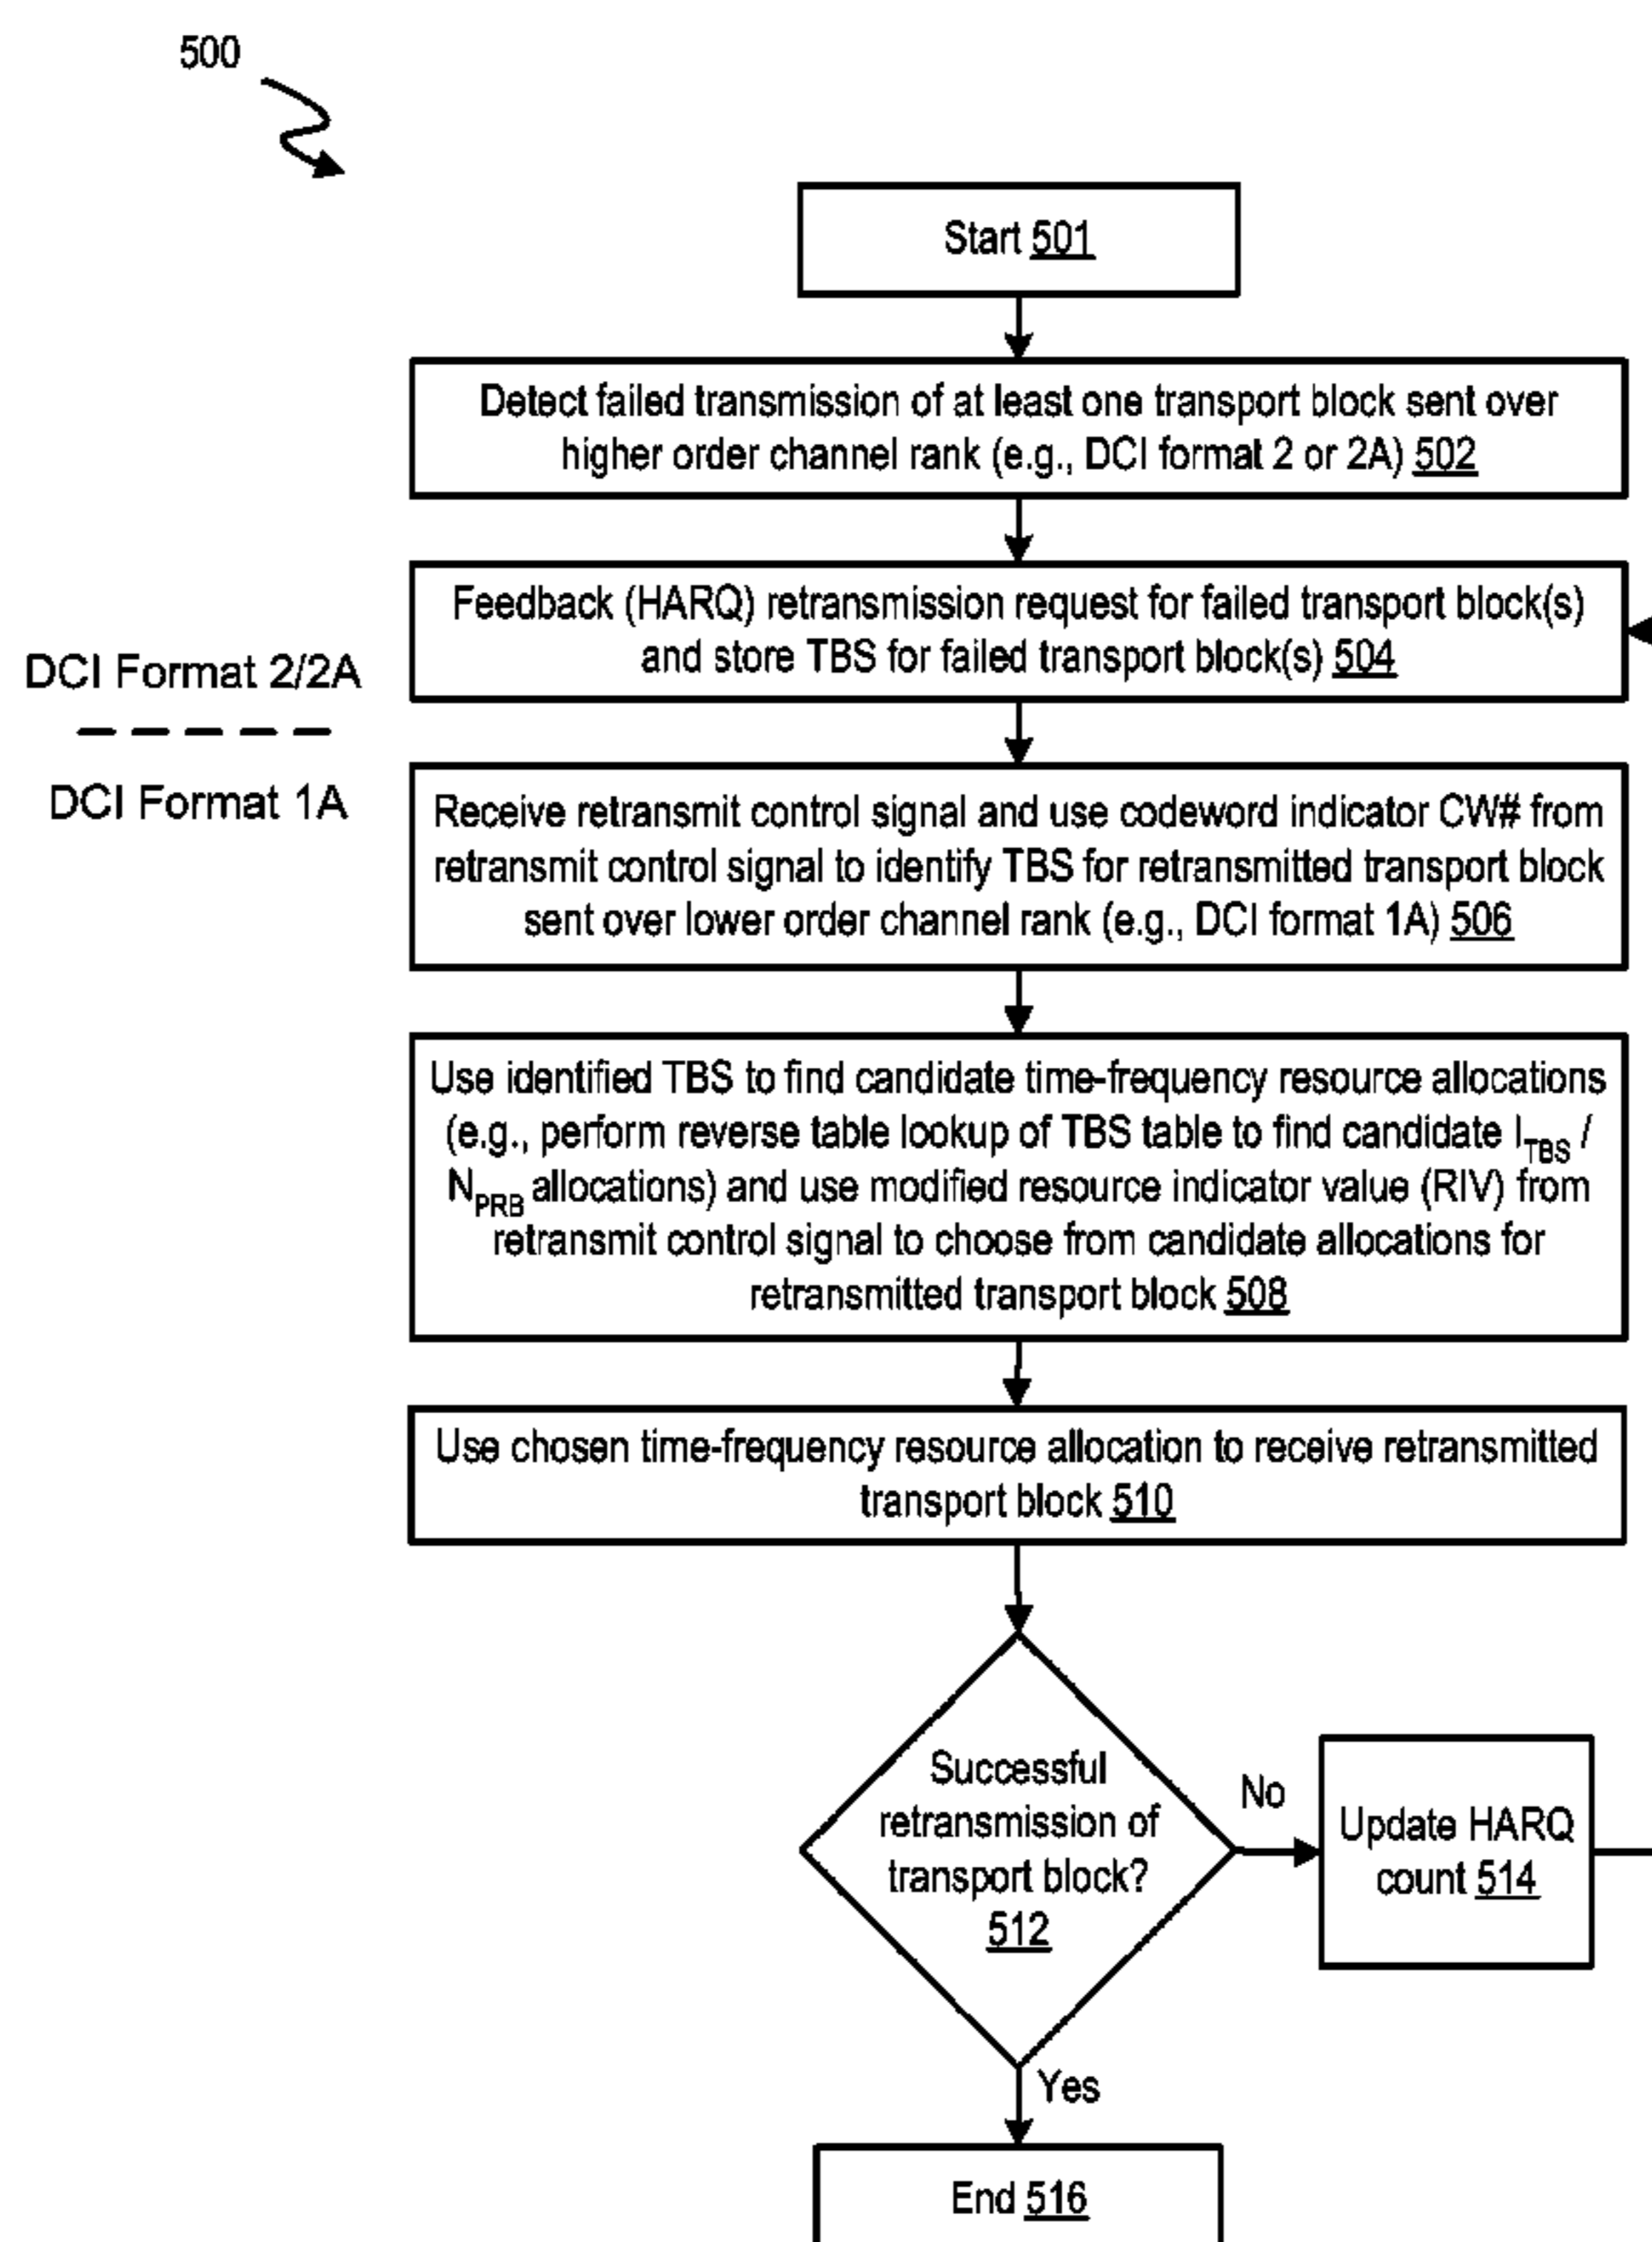 500
Start 501
Detect failed transmission of at least one transport block sent over
higher order channel rank (e.g., DCI format 2 or 2A) 502
Feedback (HARQ) retransmission request for failed transport block(s)
and store TBS for failed transport block(s) 504
DCI Format 2/2A
DCI Format 1A
Receive retransmit control signal and use codeword indicator CW# from
retransmit control signal to identify TBS for retransmitted transport block
sent over lower order channel rank (e.g., DCI format 1A) 506
Use identified TBS to find candidate time-frequency resource allocations
(e.g., perform reverse table lookup of TBS table to find candidate I_TBS /
N_PRB allocations) and use modified resource indicator value (RIV) from
retransmit control signal to choose from candidate allocations for
retransmitted transport block 508
Use chosen time-frequency resource allocation to receive retransmitted
transport block 510
Successful
retransmission of
transport block?
512
No
Update HARQ
count 514
Yes
End 516